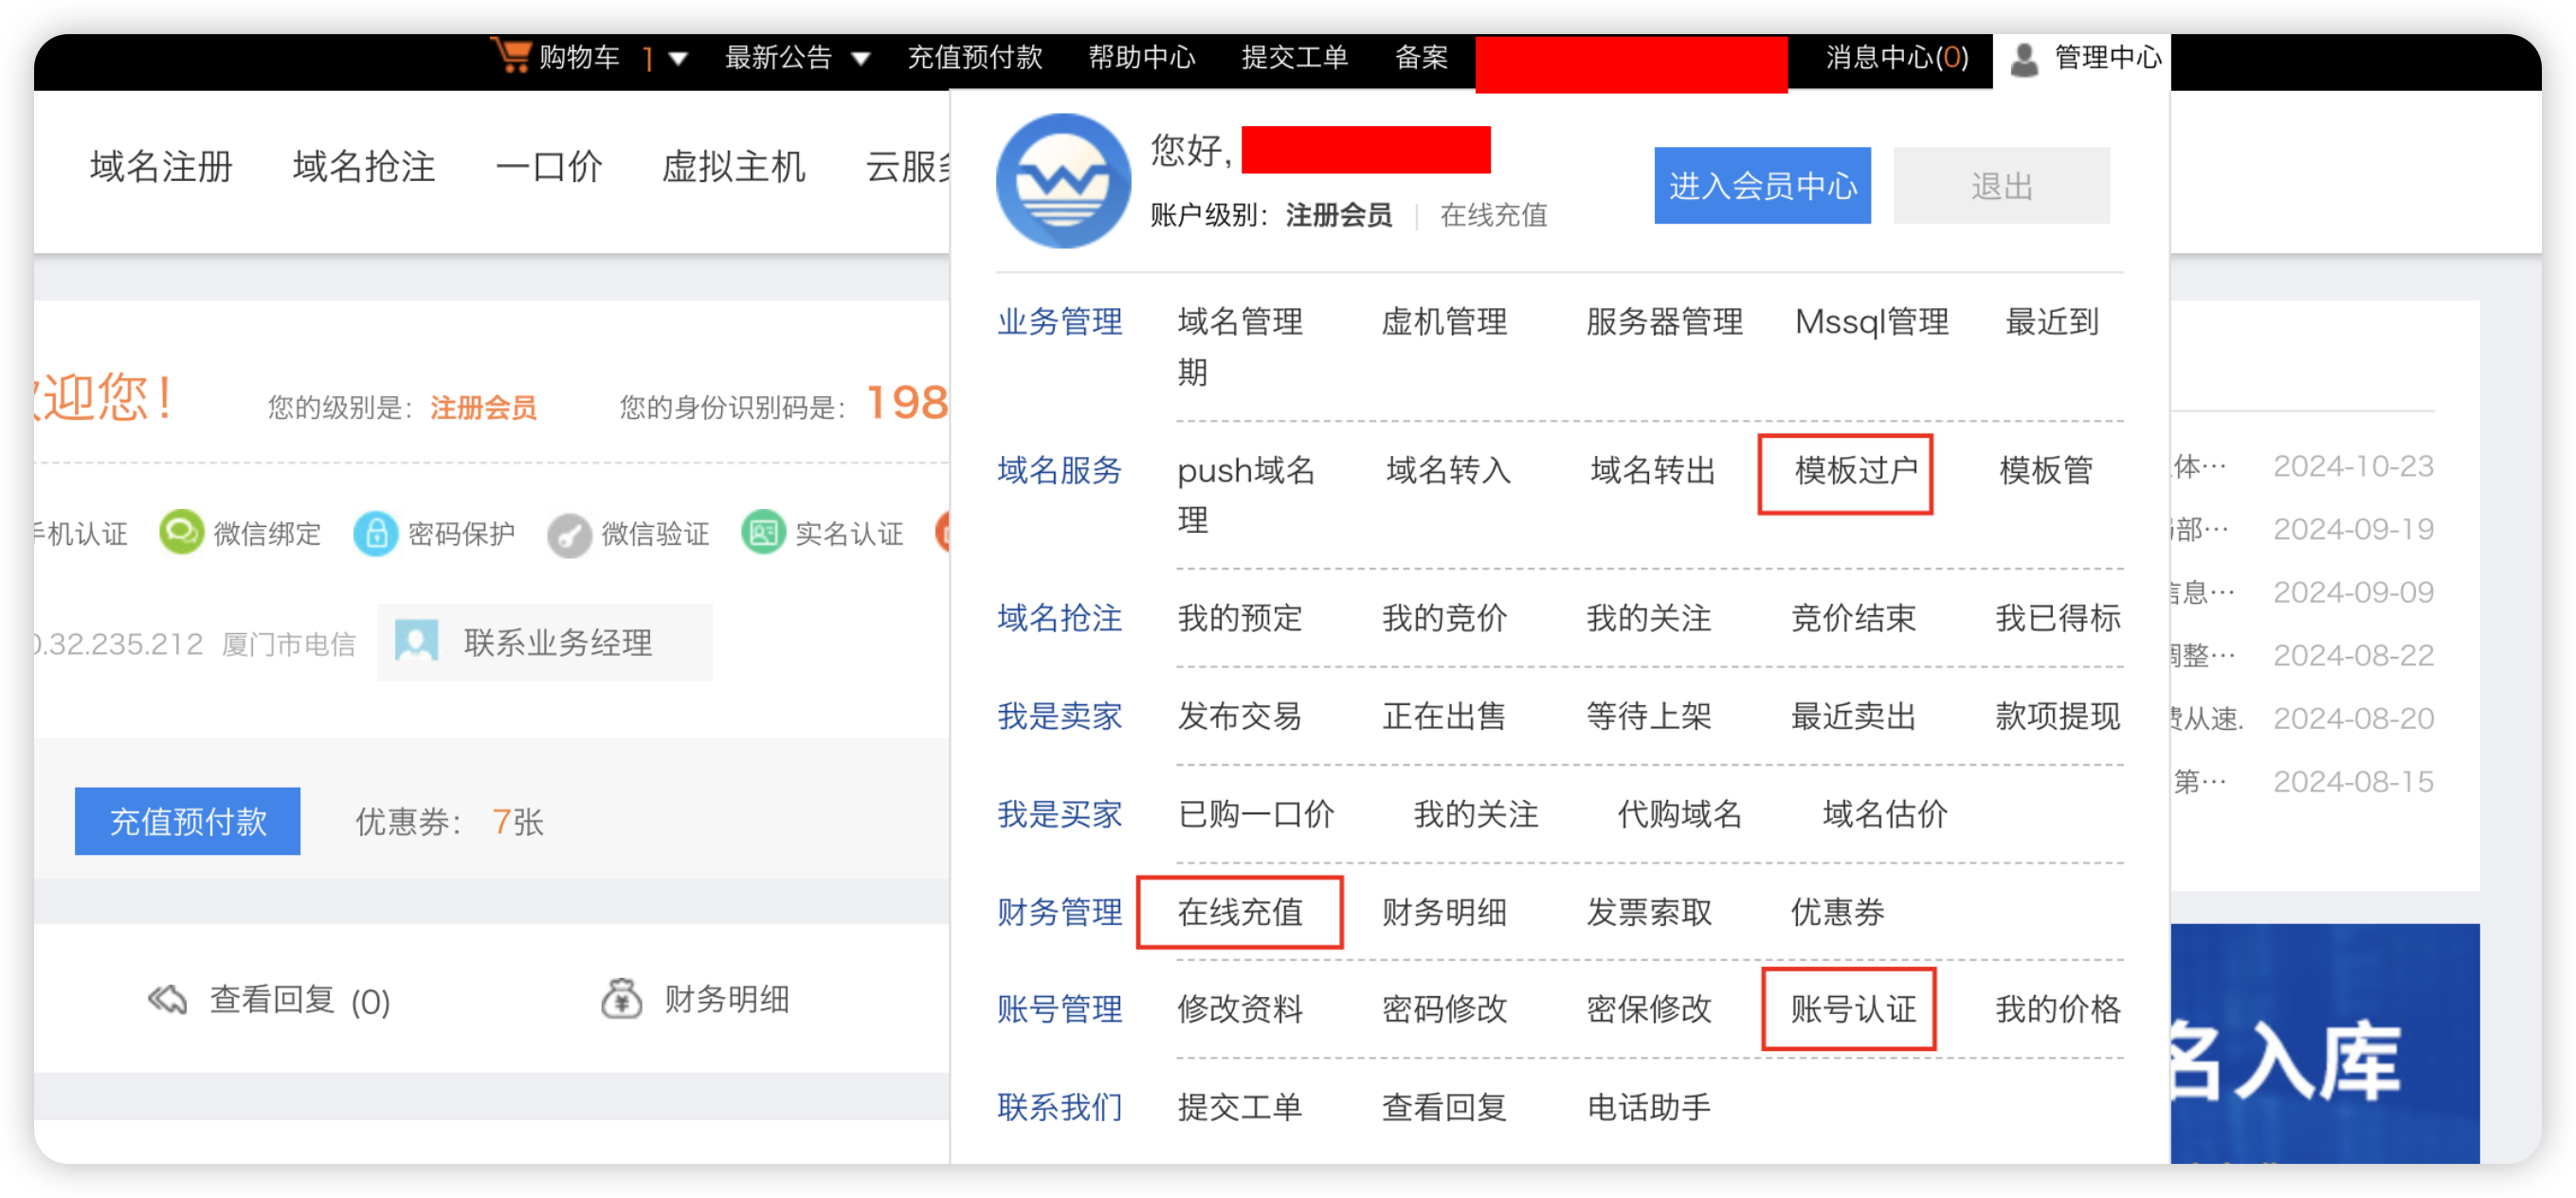 购物车 1 最新公告 充值预付款 帮助中心 提交工单 备案 消息中心(0) 管理中心
域名注册 域名抢注 一口价 虚拟主机 云服务
您好,
账户级别: 注册会员 | 在线充值
进入会员中心 退出
业务管理 域名管理 虚机管理 服务器管理 Mssql管理 最近到
期
域名服务 push域名 域名转入 域名转出 模板过户 模板管
理
域名抢注 我的预定 我的竞价 我的关注 竞价结束 我已得标
我是卖家 发布交易 正在出售 等待上架 最近卖出 款项提现
我是买家 已购一口价 我的关注 代购域名 域名估价
财务管理 在线充值 财务明细 发票索取 优惠券
账号管理 修改资料 密码修改 密保修改 账号认证 我的价格
联系我们 提交工单 查看回复 电话助手
迎您! 您的级别是: 注册会员 您的身份识别码是: 198
机认证 微信绑定 密码保护 微信验证 实名认证
.32.235.212 厦门市电信 联系业务经理
充值预付款 优惠券: 7张
查看回复 (0) 财务明细
体… 2024-10-23
部… 2024-09-19
信息… 2024-09-09
调整… 2024-08-22
费从速. 2024-08-20
第… 2024-08-15
名入库